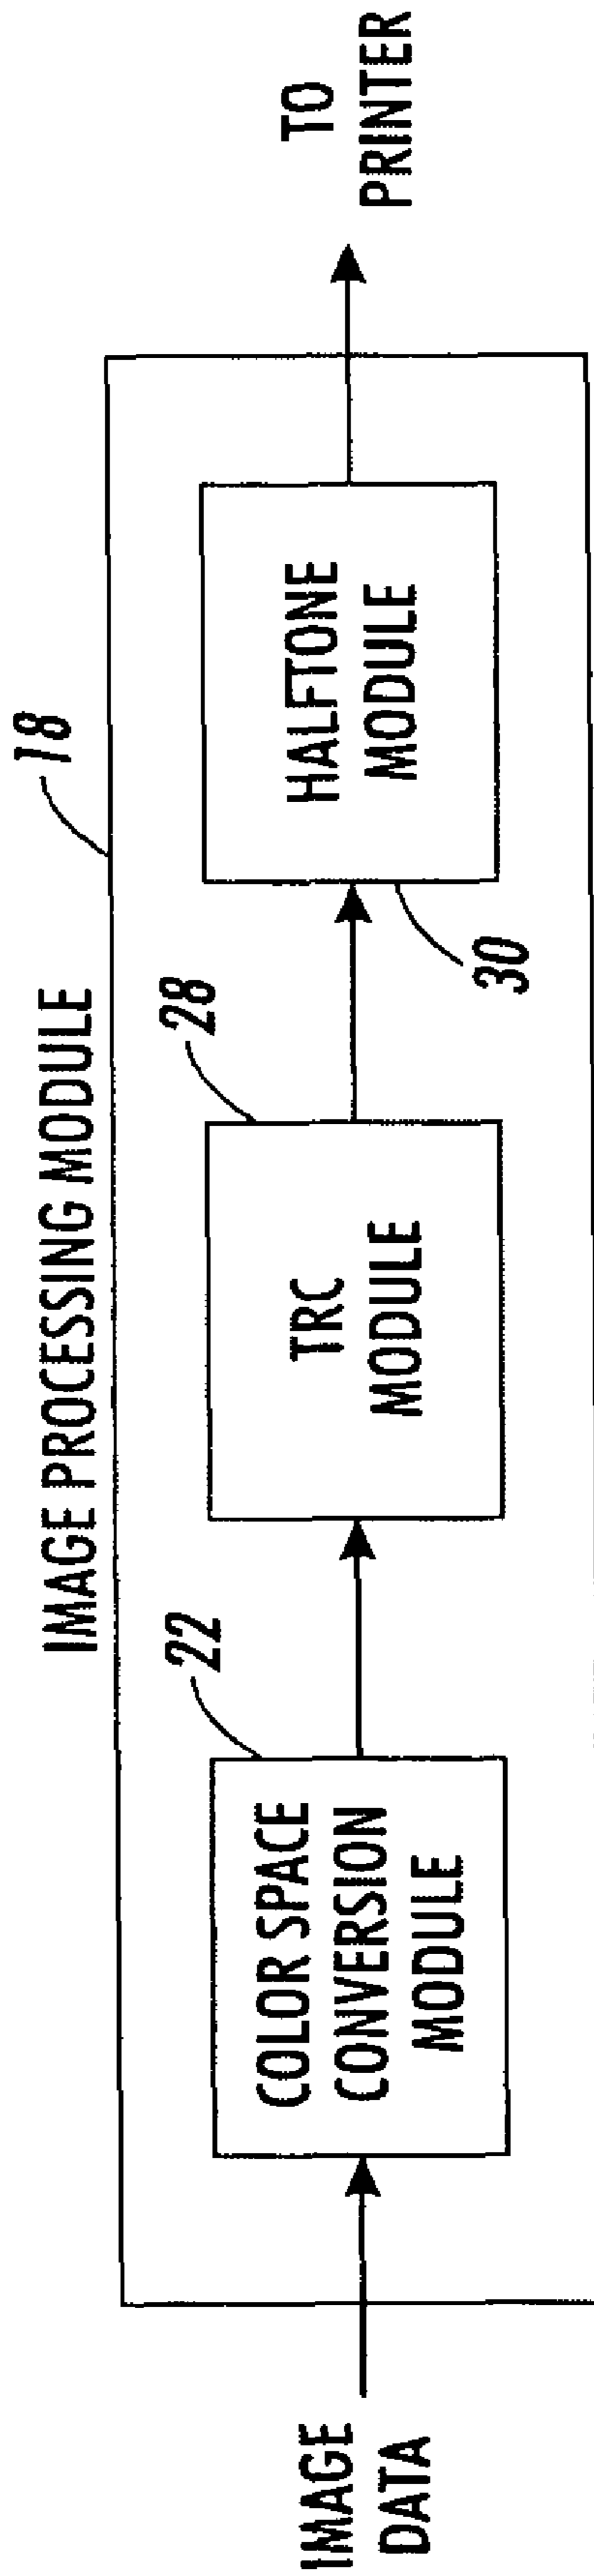 IMAGE PROCESSING MODULE
18
IMAGE
DATA
COLOR SPACE
CONVERSION
MODULE
22
TRC
MODULE
28
HALFTONE
MODULE
30
TO
PRINTER